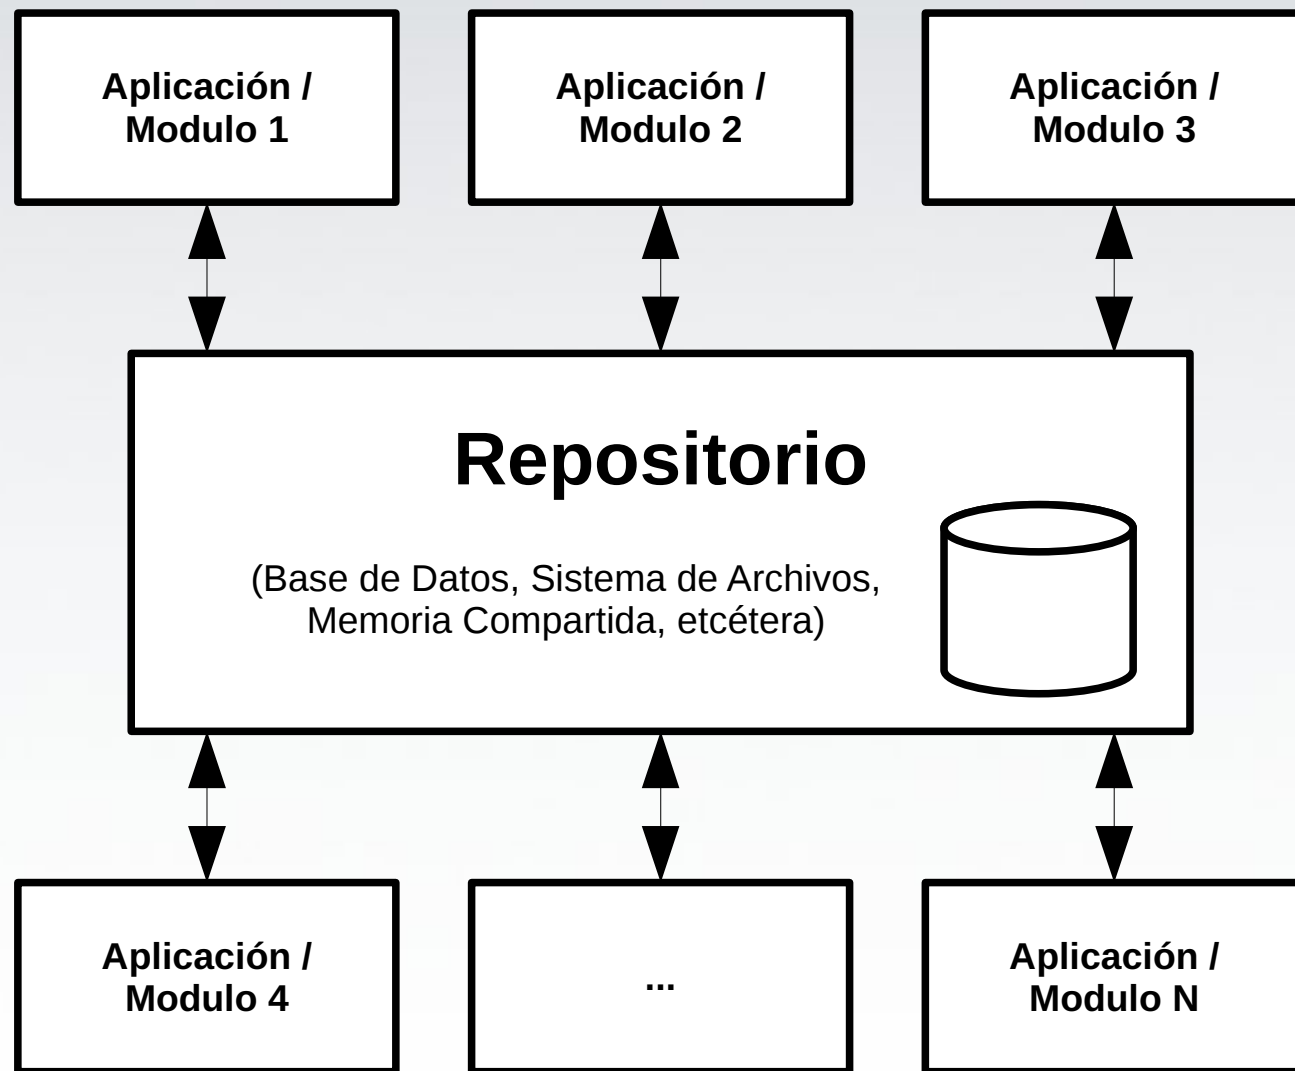 Aplicación /
Modulo 1
Aplicación /
Modulo 2
Aplicación /
Modulo 3
Repositorio
(Base de Datos, Sistema de Archivos,
Memoria Compartida, etcétera)
Aplicación /
Modulo 4
...
Aplicación /
Modulo N